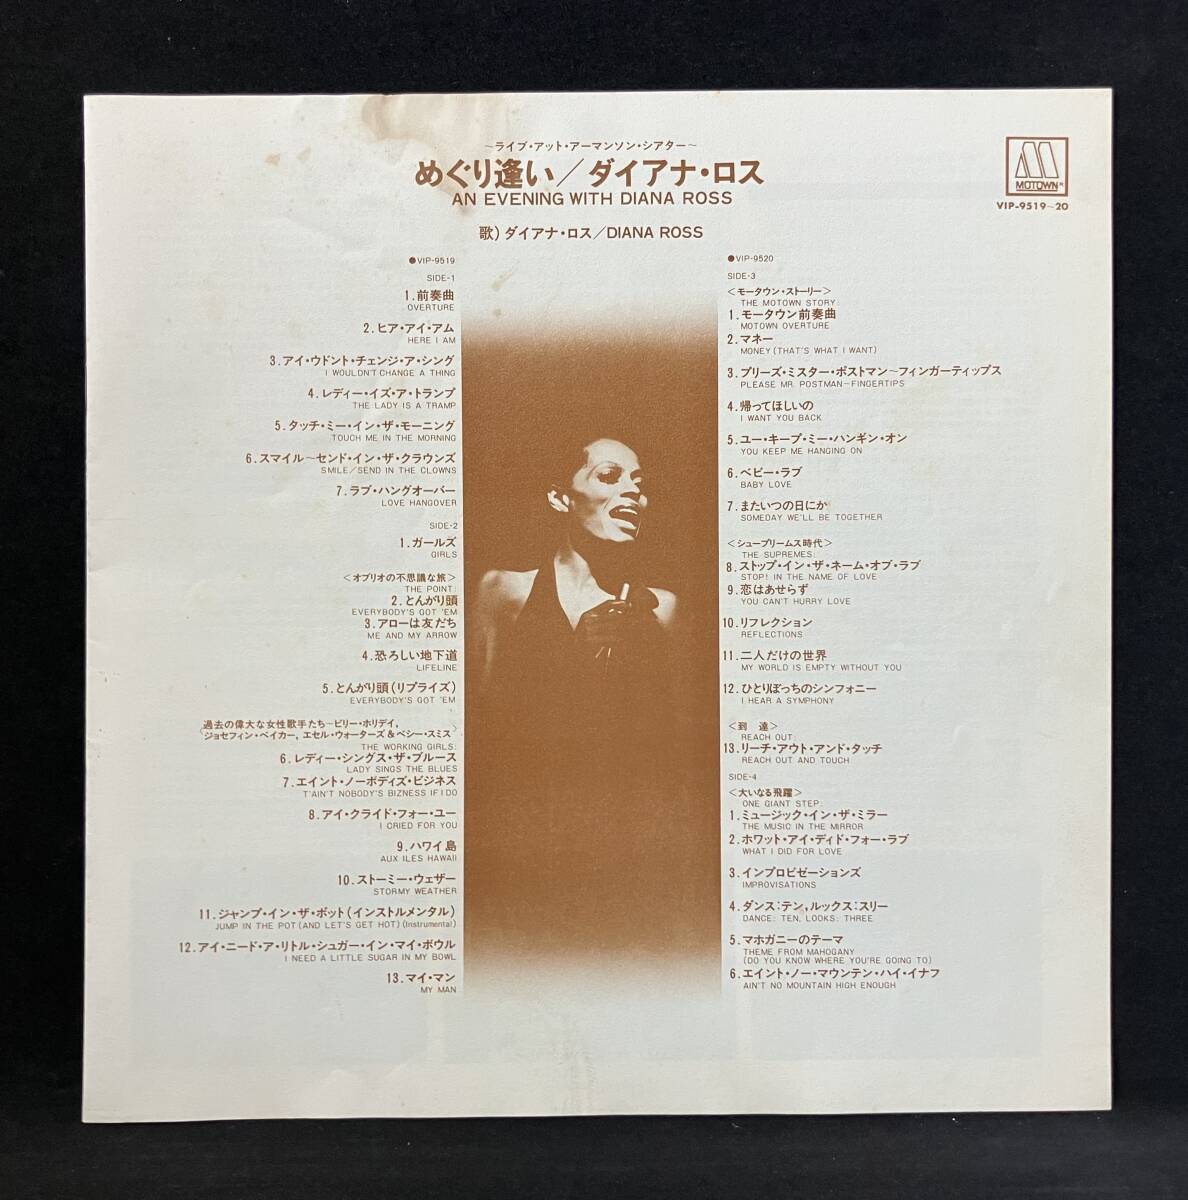 ～ライブ・アット・アーマンソン・シアター～
めぐり逢い／ダイアナ・ロス
AN EVENING WITH DIANA ROSS
歌）ダイアナ・ロス／DIANA ROSS
MOTOWN®
VIP-9519～20
●VIP-9519
SIDE-1
1.前奏曲
OVERTURE
2.ヒア・アイ・アム
HERE I AM
3.アイ・ウドント・チェンジ・ア・シング
I WOULDN'T CHANGE A THING
4.レディー・イズ・ア・トランプ
THE LADY IS A TRAMP
5.タッチ・ミー・イン・ザ・モーニング
TOUCH ME IN THE MORNING
6.スマイル～センド・イン・ザ・クラウンズ
SMILE／SEND IN THE CLOWNS
7.ラブ・ハングオーバー
LOVE HANGOVER
SIDE-2
1.ガールズ
GIRLS
＜オブリオの不思議な旅＞
THE POINT:
2.とんがり頭
EVERYBODY'S GOT 'EM
3.アローは友だち
ME AND MY ARROW
4.恐ろしい地下道
LIFELINE
5.とんがり頭(リプライズ)
EVERYBODY'S GOT 'EM
過去の偉大な女性歌手たち～ビリー・ホリデイ,
ジョセフィン・ベイカー, エセル・ウォーターズ＆ベシー・スミス
THE WORKING GIRLS:
6.レディー・シングス・ザ・ブルース
LADY SINGS THE BLUES
7.エイント・ノーボディズ・ビジネス
T'AIN'T NOBODY'S BIZNESS IF I DO
8.アイ・クライド・フォー・ユー
I CRIED FOR YOU
9.ハワイ島
AUX ILES HAWAII
10.ストーミー・ウェザー
STORMY WEATHER
11.ジャンプ・イン・ザ・ポット(インストルメンタル)
JUMP IN THE POT (AND LET'S GET HOT) (Instrumental)
12.アイ・ニード・ア・リトル・シュガー・イン・マイ・ボウル
I NEED A LITTLE SUGAR IN MY BOWL
13.マイ・マン
MY MAN
●VIP-9520
SIDE-3
＜モータウン・ストーリー＞
THE MOTOWN STORY:
1.モータウン前奏曲
MOTOWN OVERTURE
2.マネー
MONEY (THAT'S WHAT I WANT)
3.プリーズ・ミスター・ポストマン～フィンガーティップス
PLEASE MR. POSTMAN～FINGERTIPS
4.帰ってほしいの
I WANT YOU BACK
5.ユー・キープ・ミー・ハンギン・オン
YOU KEEP ME HANGING ON
6.ベビー・ラブ
BABY LOVE
7.またいつの日にか
SOMEDAY WE'LL BE TOGETHER
＜シュープリームス時代＞
THE SUPREMES:
8.ストップ・イン・ザ・ネーム・オブ・ラブ
STOP! IN THE NAME OF LOVE
9.恋はあせらず
YOU CAN'T HURRY LOVE
10.リフレクション
REFLECTIONS
11.二人だけの世界
MY WORLD IS EMPTY WITHOUT YOU
12.ひとりぼっちのシンフォニー
I HEAR A SYMPHONY
＜到 達＞
REACH OUT:
13.リーチ・アウト・アンド・タッチ
REACH OUT AND TOUCH
SIDE-4
＜大いなる飛躍＞
ONE GIANT STEP:
1.ミュージック・イン・ザ・ミラー
THE MUSIC IN THE MIRROR
2.ホワット・アイ・ディド・フォー・ラブ
WHAT I DID FOR LOVE
3.インプロビゼーションズ
IMPROVISATIONS
4.ダンス:テン,ルックス:スリー
DANCE: TEN, LOOKS: THREE
5.マホガニーのテーマ
THEME FROM MAHOGANY
(DO YOU KNOW WHERE YOU'RE GOING TO)
6.エイント・ノー・マウンテン・ハイ・イナフ
AIN'T NO MOUNTAIN HIGH ENOUGH